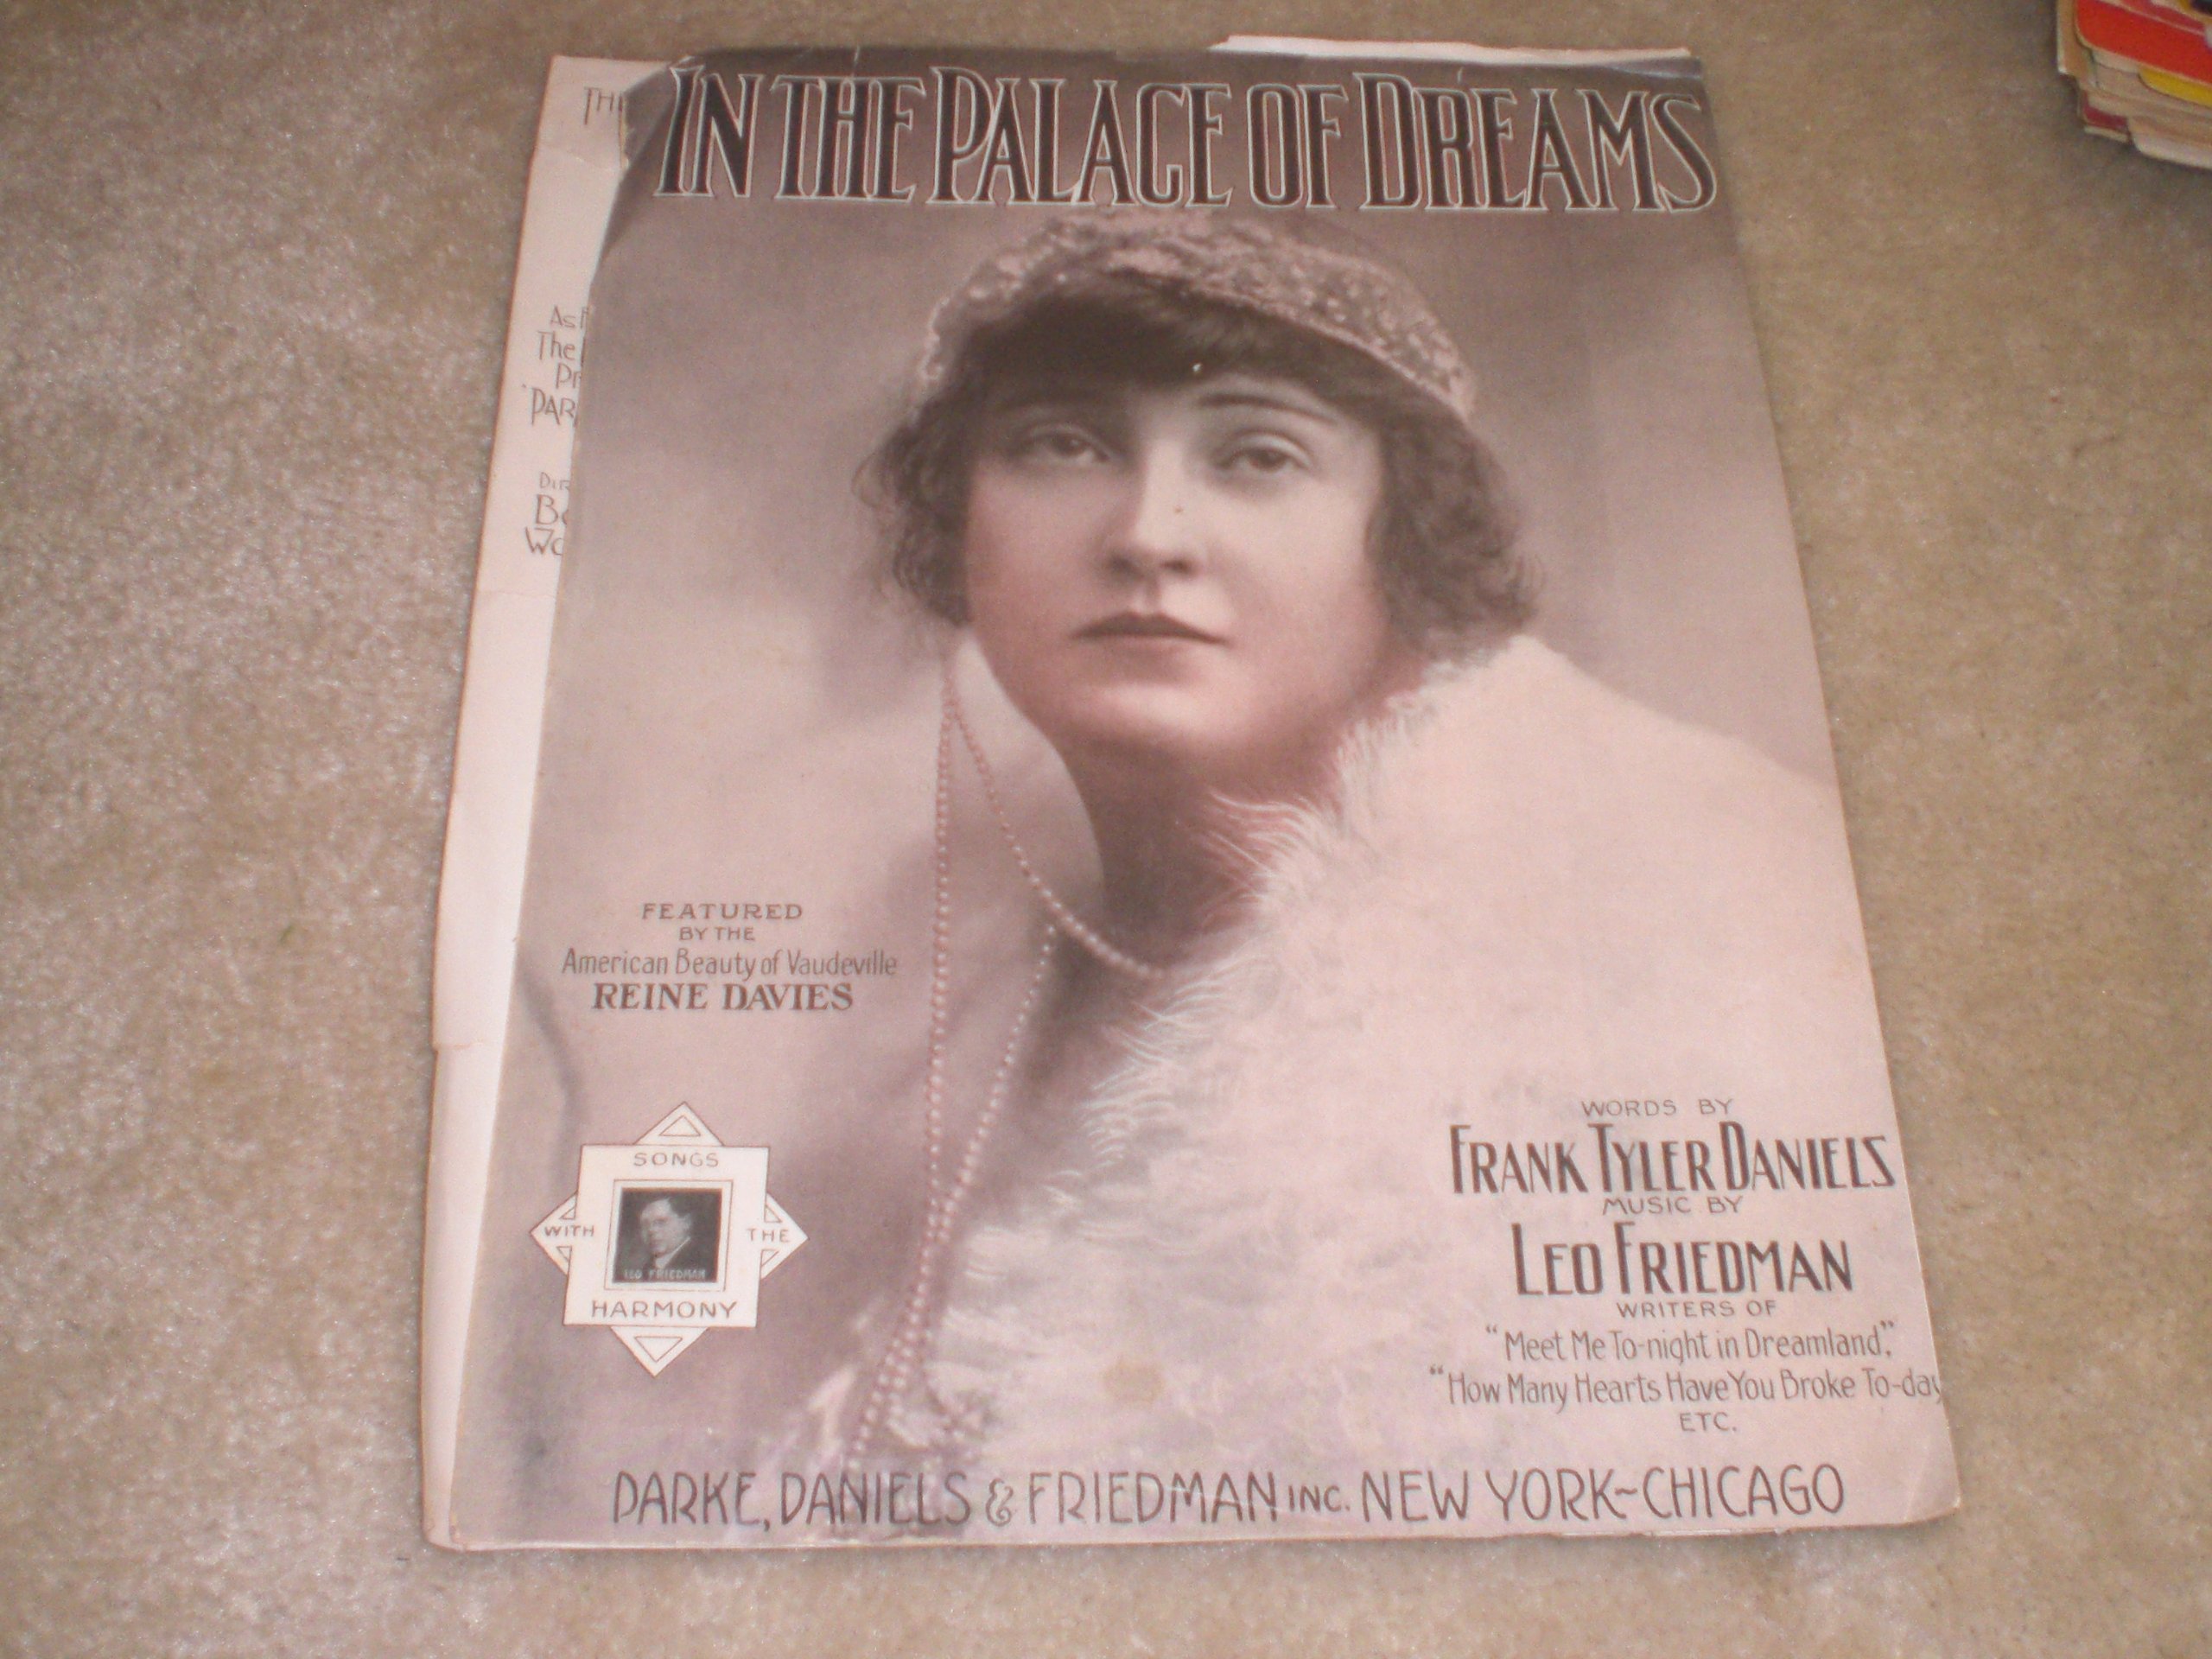 IN THE PALACE OF DREAMS
FEATURED
BY THE
American Beauty of Vaudeville
REINE DAVIES
SONGS
WITH THE
LEO FRIEDMAN
HARMONY
WORDS BY
FRANK TYLER DANIELS
MUSIC BY
LEO FRIEDMAN
WRITERS OF
"Meet Me To-night in Dreamland",
"How Many Hearts Have You Broke To-day
ETC.
PARKE, DANIELS & FRIEDMAN INC. NEW YORK~CHICAGO
The